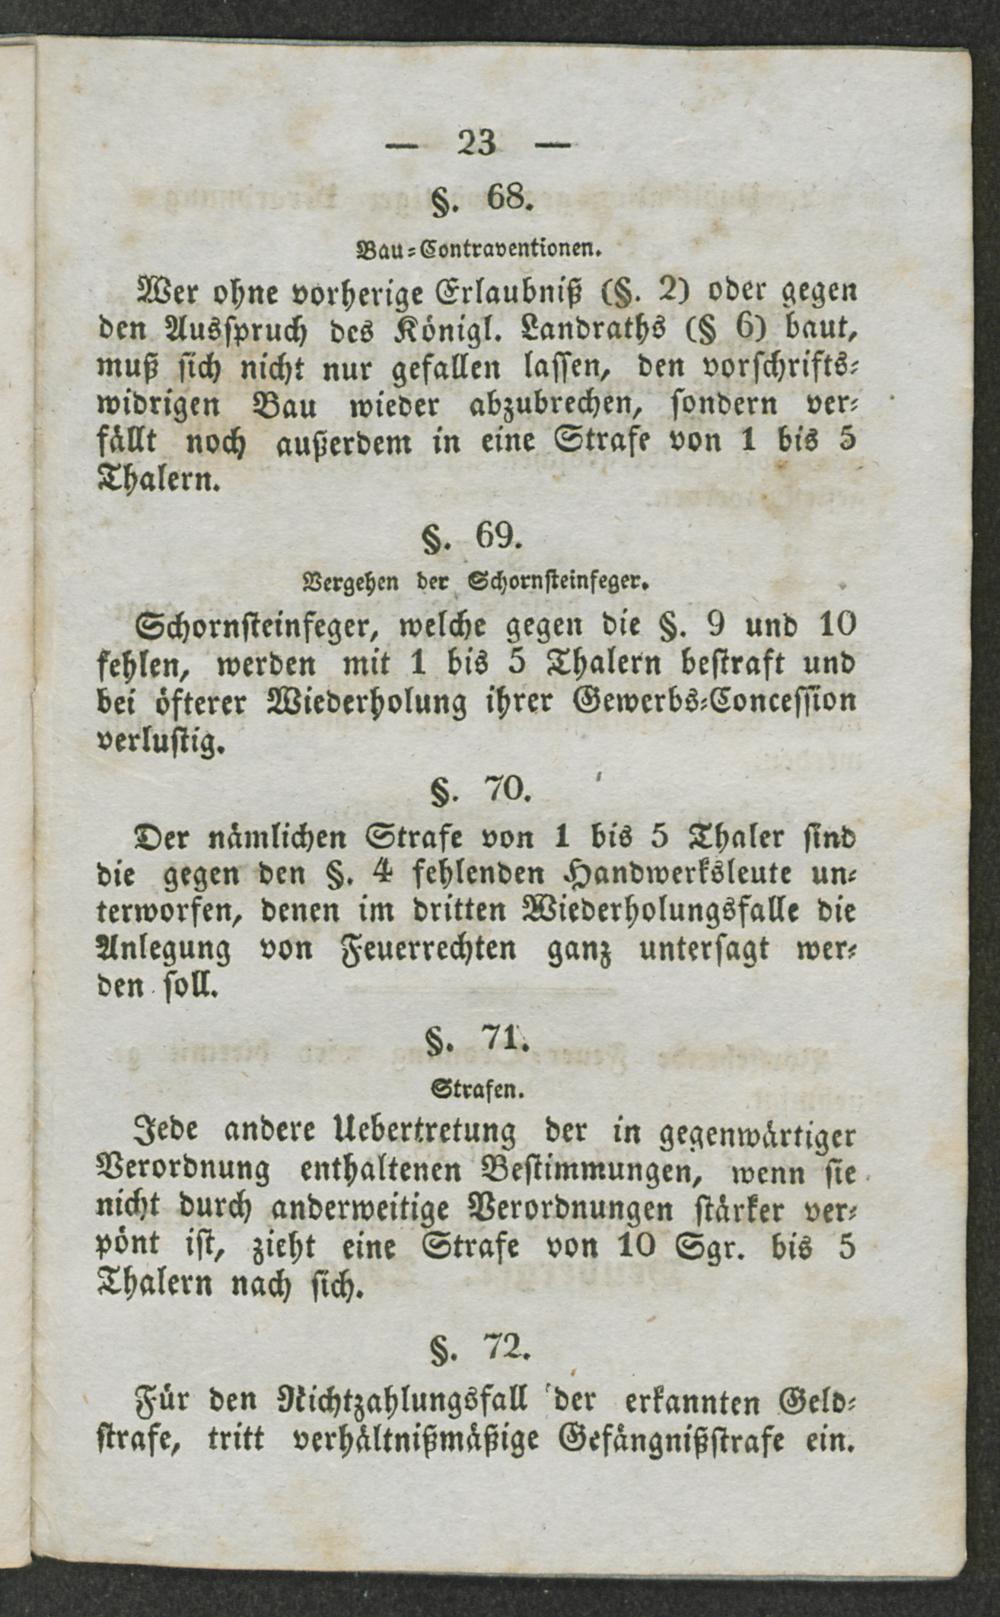 — 23 —
§. 68.
Bau-Contraventionen.
Wer ohne vorherige Erlaubniß (§. 2) oder gegen
den Ausspruch des Königl. Landraths (§ 6) baut,
muß sich nicht nur gefallen lassen, den vorschrifts-
widrigen Bau wieder abzubrechen, sondern ver-
fällt noch außerdem in eine Strafe von 1 bis 5
Thalern.
§. 69.
Vergehen der Schornsteinfeger.
Schornsteinfeger, welche gegen die §. 9 und 10
fehlen, werden mit 1 bis 5 Thalern bestraft und
bei öfterer Wiederholung ihrer Gewerbs-Concession
verlustig.
§. 70.
Der nämlichen Strafe von 1 bis 5 Thaler sind
die gegen den §. 4 fehlenden Handwerksleute un-
terworfen, denen im dritten Wiederholungsfalle die
Anlegung von Feuerrechten ganz untersagt wer-
den soll.
§. 71.
Strafen.
Jede andere Uebertretung der in gegenwärtiger
Verordnung enthaltenen Bestimmungen, wenn sie
nicht durch anderweitige Verordnungen stärker ver-
pönt ist, zieht eine Strafe von 10 Sgr. bis 5
Thalern nach sich.
§. 72.
Für den Nichtzahlungsfall der erkannten Geld-
strafe, tritt verhältnißmäßige Gefängnißstrafe ein.